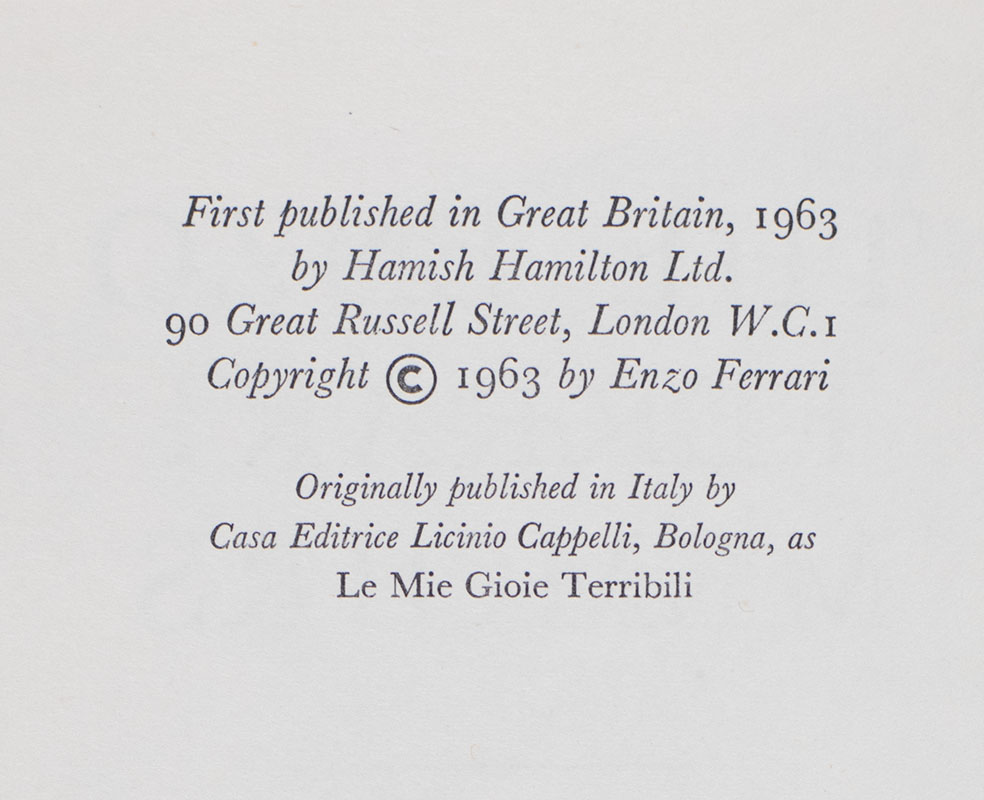 First published in Great Britain, 1963
by Hamish Hamilton Ltd.
90 Great Russell Street, London W.C.1
Copyright © 1963 by Enzo Ferrari
Originally published in Italy by
Casa Editrice Licinio Cappelli, Bologna, as
Le Mie Gioie Terribili